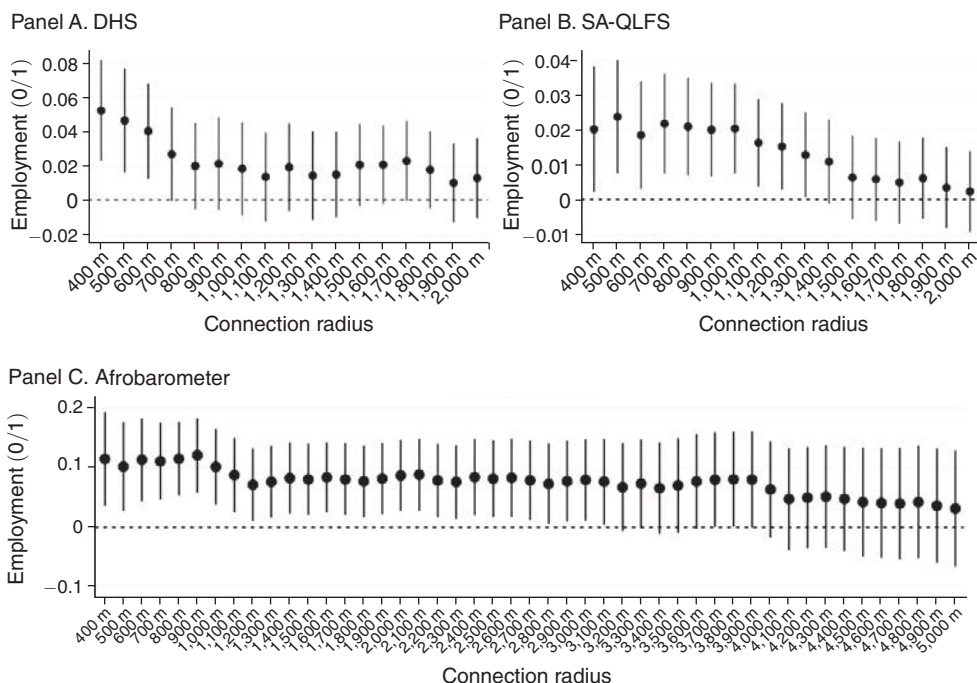 Panel A. DHS
Employment (0/1)
0.08
0.06
0.04
0.02
0
−0.02
400 m
500 m
600 m
700 m
800 m
900 m
1,000 m
1,100 m
1,200 m
1,300 m
1,400 m
1,500 m
1,600 m
1,700 m
1,800 m
1,900 m
2,000 m
Connection radius
Panel B. SA-QLFS
Employment (0/1)
0.04
0.03
0.02
0.01
0
−0.01
400 m
500 m
600 m
700 m
800 m
900 m
1,000 m
1,100 m
1,200 m
1,300 m
1,400 m
1,500 m
1,600 m
1,700 m
1,800 m
1,900 m
2,000 m
Connection radius
Panel C. Afrobarometer
Employment (0/1)
0.2
0.1
0
−0.1
400 m
500 m
600 m
700 m
800 m
900 m
1,000 m
1,100 m
1,200 m
1,300 m
1,400 m
1,500 m
1,600 m
1,700 m
1,800 m
1,900 m
2,000 m
2,100 m
2,200 m
2,300 m
2,400 m
2,500 m
2,600 m
2,700 m
2,800 m
2,900 m
3,000 m
3,100 m
3,200 m
3,300 m
3,400 m
3,500 m
3,600 m
3,700 m
3,800 m
3,900 m
4,000 m
4,100 m
4,200 m
4,300 m
4,400 m
4,500 m
4,600 m
4,700 m
4,800 m
4,900 m
5,000 m
Connection radius